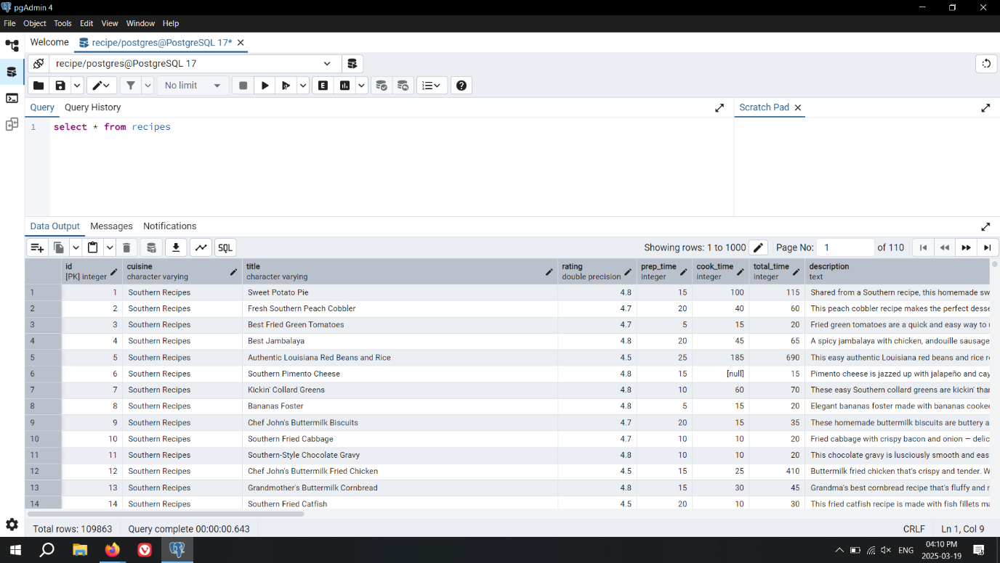 pgAdmin 4
File Object Tools Edit View Window Help
Welcome recipe/postgres@PostgreSQL 17*
recipe/postgres@PostgreSQL 17
No limit E
Query Query History Scratch Pad
1 select * from recipes
Data Output Messages Notifications
SQL Showing rows: 1 to 1000 Page No: 1 of 110
id cuisine title rating prep_time cook_time total_time description
[PK] integer character varying character varying double precision integer integer integer text
1 1 Southern Recipes Sweet Potato Pie 4.8 15 100 115 Shared from a Southern recipe, this homemade sw
2 2 Southern Recipes Fresh Southern Peach Cobbler 4.7 20 40 60 This peach cobbler recipe makes the perfect desse
3 3 Southern Recipes Best Fried Green Tomatoes 4.7 5 15 20 Fried green tomatoes are a quick and easy way to
4 4 Southern Recipes Best Jambalaya 4.8 20 45 65 A spicy jambalaya with chicken, andouille sausage
5 5 Southern Recipes Authentic Louisiana Red Beans and Rice 4.5 25 185 690 This easy authentic Louisiana red beans and rice r
6 6 Southern Recipes Southern Pimento Cheese 4.8 15 [null] 15 Pimento cheese is jazzed up with jalapeño and cay
7 7 Southern Recipes Kickin' Collard Greens 4.8 10 60 70 These easy Southern collard greens are kickin' than
8 8 Southern Recipes Bananas Foster 4.8 5 15 20 Elegant bananas foster made with bananas cooked
9 9 Southern Recipes Chef John's Buttermilk Biscuits 4.7 20 15 35 These homemade buttermilk biscuits are buttery a
10 10 Southern Recipes Southern Fried Cabbage 4.7 10 10 20 Fried cabbage with crispy bacon and onion — delic
11 11 Southern Recipes Southern-Style Chocolate Gravy 4.8 10 10 20 This chocolate gravy is lusciously smooth and eas
12 12 Southern Recipes Chef John's Buttermilk Fried Chicken 4.5 15 25 410 Buttermilk fried chicken that's crispy and tender. W
13 13 Southern Recipes Grandmother's Buttermilk Cornbread 4.8 15 30 45 Grandma's best cornbread recipe that's fluffy and
14 14 Southern Recipes Southern Fried Catfish 4.5 20 10 30 This fried catfish recipe is made with fish fillets ma
Total rows: 109863 Query complete 00:00:00.643 CRLF Ln 1, Col 9
ENG 04:10 PM
2025-03-19